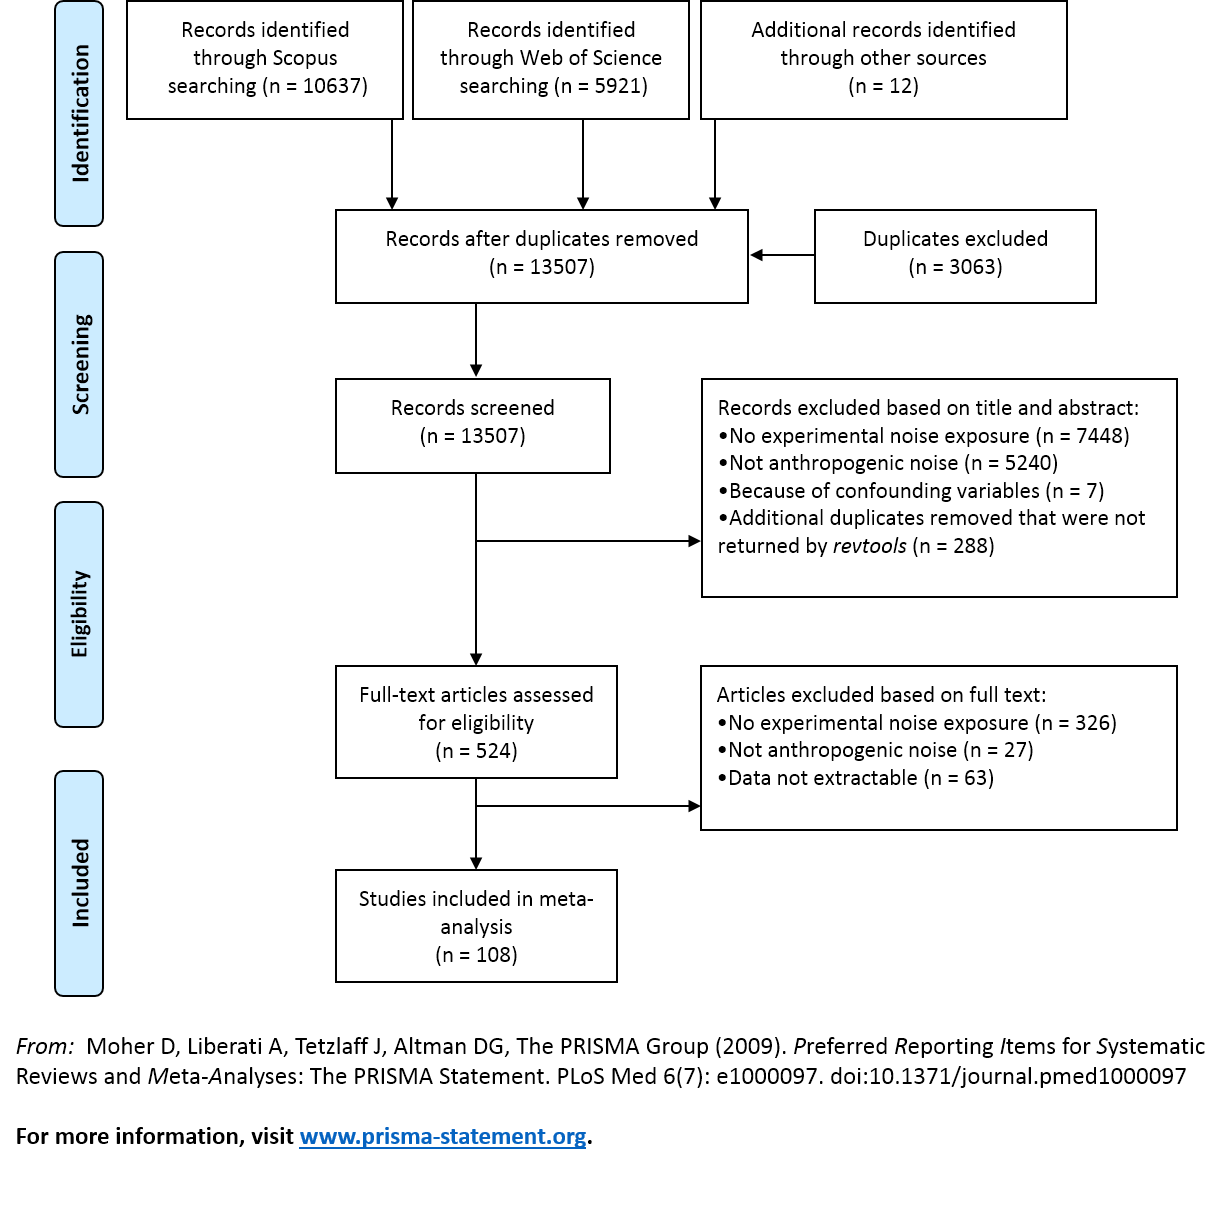 Identification
Records identified
through Scopus
searching (n = 10637)
Records identified
through Web of Science
searching (n = 5921)
Additional records identified
through other sources
(n = 12)
Records after duplicates removed
(n = 13507)
Duplicates excluded
(n = 3063)
Screening
Records screened
(n = 13507)
Records excluded based on title and abstract:
•No experimental noise exposure (n = 7448)
•Not anthropogenic noise (n = 5240)
•Because of confounding variables (n = 7)
•Additional duplicates removed that were not
returned by revtools (n = 288)
Eligibility
Full-text articles assessed
for eligibility
(n = 524)
Articles excluded based on full text:
•No experimental noise exposure (n = 326)
•Not anthropogenic noise (n = 27)
•Data not extractable (n = 63)
Included
Studies included in meta-
analysis
(n = 108)
From:  Moher D, Liberati A, Tetzlaff J, Altman DG, The PRISMA Group (2009). Preferred Reporting Items for Systematic
Reviews and Meta-Analyses: The PRISMA Statement. PLoS Med 6(7): e1000097. doi:10.1371/journal.pmed1000097
For more information, visit www.prisma-statement.org.